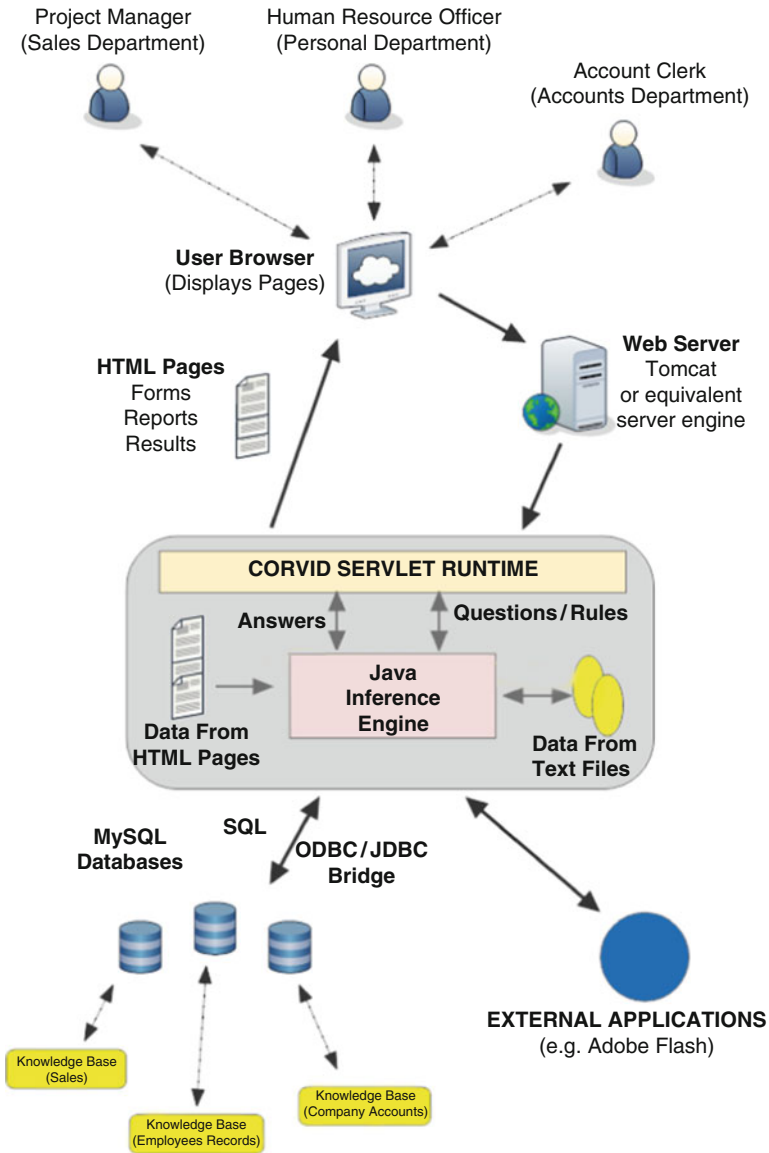 Project Manager
(Sales Department)
Human Resource Officer
(Personal Department)
Account Clerk
(Accounts Department)
User Browser
(Displays Pages)
HTML Pages
Forms
Reports
Results
Web Server
Tomcat
or equivalent
server engine
CORVID SERVLET RUNTIME
Answers
Questions/Rules
Java
Inference
Engine
Data From
HTML Pages
Data From
Text Files
MySQL
Databases
SQL
ODBC/JDBC
Bridge
EXTERNAL APPLICATIONS
(e.g. Adobe Flash)
Knowledge Base
(Sales)
Knowledge Base
(Employees Records)
Knowledge Base
(Company Accounts)